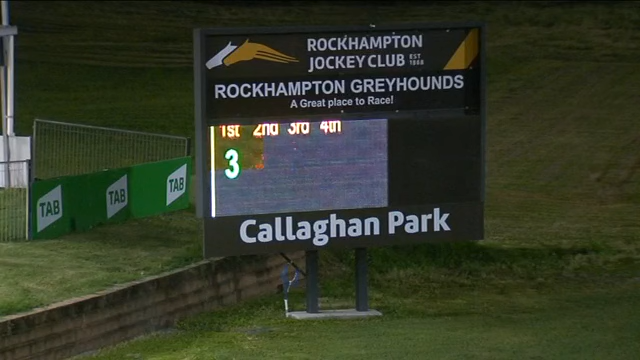 ROCKHAMPTON
JOCKEY CLUB EST 1868
ROCKHAMPTON GREYHOUNDS
A Great place to Race!
1st 2nd 3rd 4th
3
Callaghan Park
TAB TAB TAB